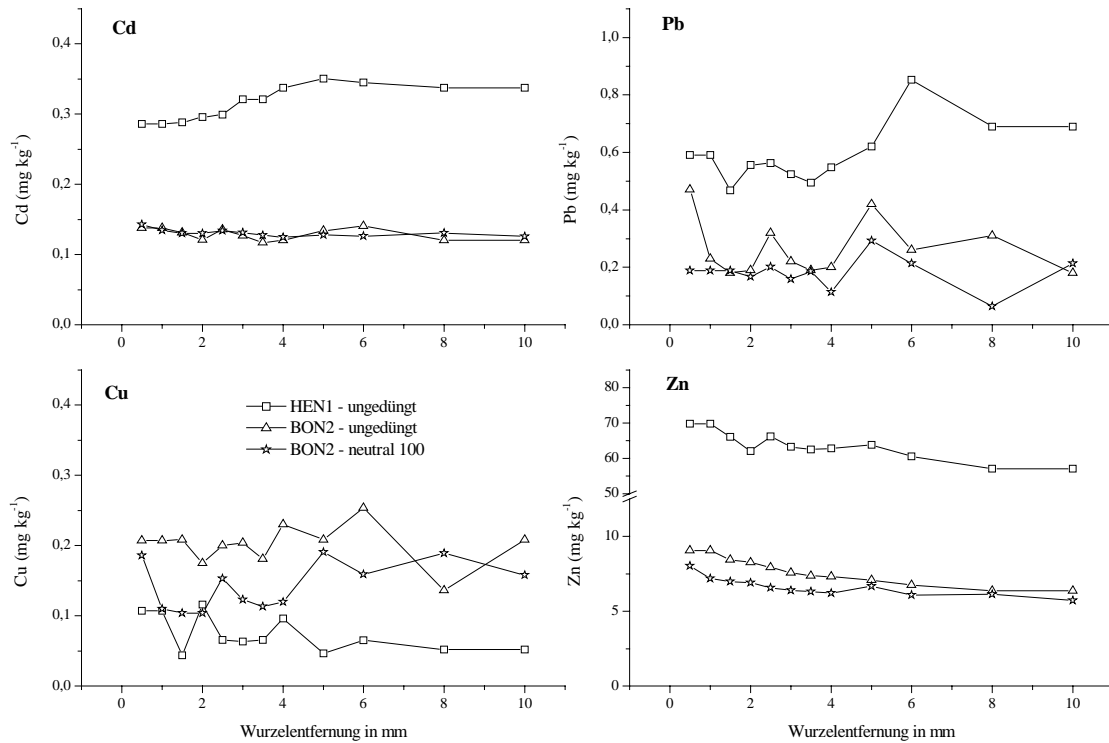 Cd
Cd (mg kg⁻¹)
0,4
0,3
0,2
0,1
0,0
0 2 4 6 8 10
Pb
Pb (mg kg⁻¹)
1,0
0,8
0,6
0,4
0,2
0,0
0 2 4 6 8 10
Cu
HEN1 - ungedüngt
BON2 - ungedüngt
BON2 - neutral 100
Cu (mg kg⁻¹)
0,4
0,3
0,2
0,1
0,0
0 2 4 6 8 10
Wurzelentfernung in mm
Zn
Zn (mg kg⁻¹)
80
70
60
50
10
5
0
0 2 4 6 8 10
Wurzelentfernung in mm